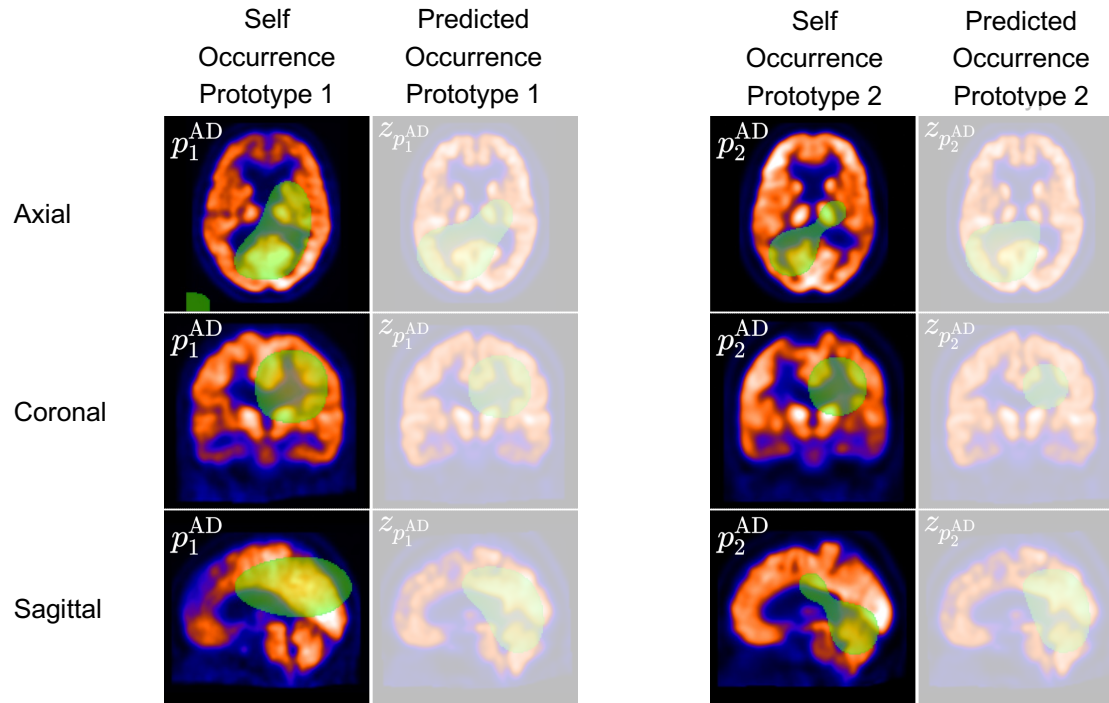 Self
Occurrence
Prototype 1
Predicted
Occurrence
Prototype 1
Self
Occurrence
Prototype 2
Predicted
Occurrence
Prototype 2
Axial
p_1^AD
z_{p_1^AD}
p_2^AD
z_{p_2^AD}
Coronal
p_1^AD
z_{p_1^AD}
p_2^AD
z_{p_2^AD}
Sagittal
p_1^AD
z_{p_1^AD}
p_2^AD
z_{p_2^AD}